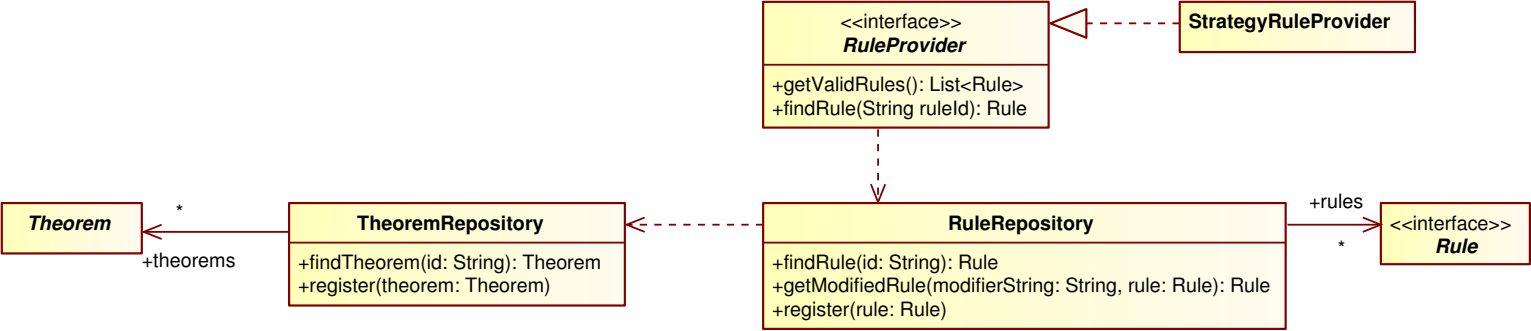 <<interface>>
RuleProvider
+getValidRules(): List<Rule>
+findRule(String ruleId): Rule
StrategyRuleProvider
Theorem
*
+theorems
TheoremRepository
+findTheorem(id: String): Theorem
+register(theorem: Theorem)
RuleRepository
+findRule(id: String): Rule
+getModifiedRule(modifierString: String, rule: Rule): Rule
+register(rule: Rule)
+rules
*
<<interface>>
Rule